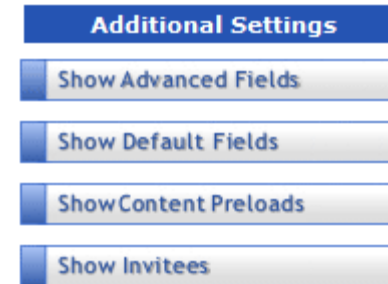 Additional Settings
Show Advanced Fields
Show Default Fields
Show Content Preloads
Show Invitees